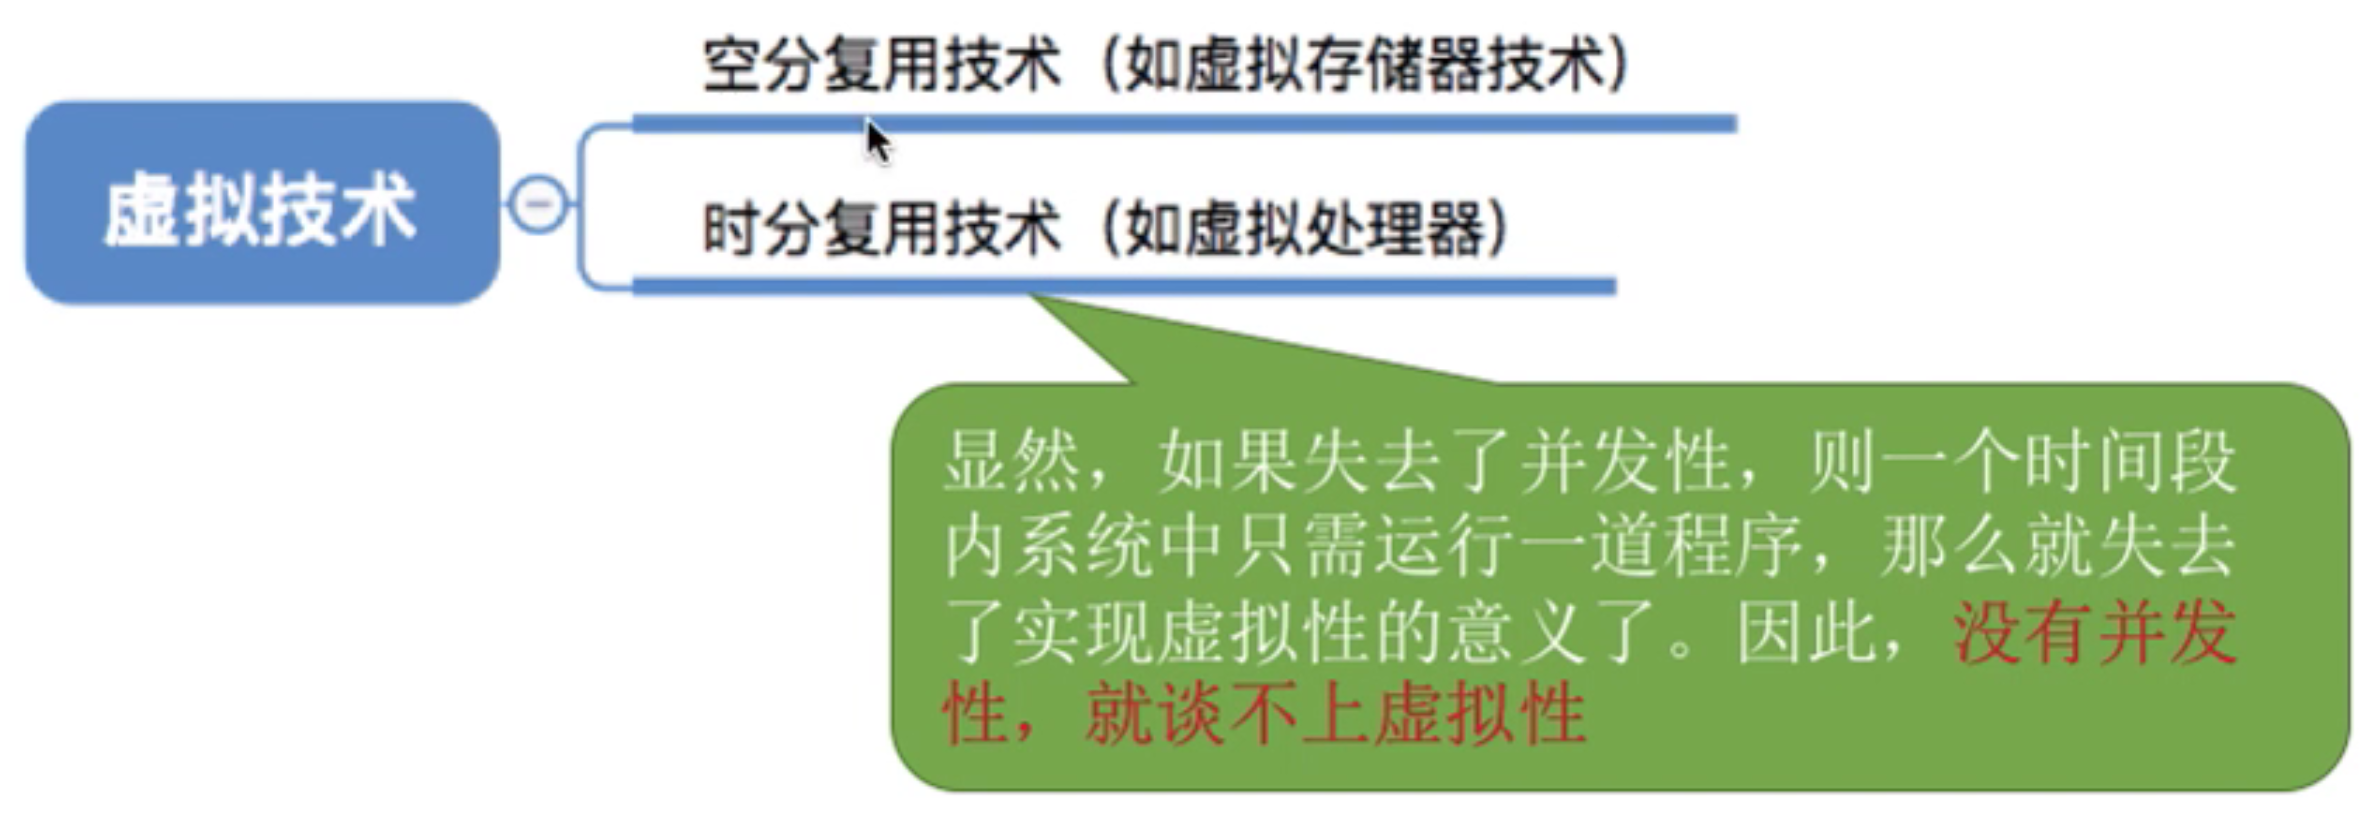 空分复用技术（如虚拟存储器技术）
虚拟技术
时分复用技术（如虚拟处理器）
显然，如果失去了并发性，则一个时间段
内系统中只需运行一道程序，那么就失去
了实现虚拟性的意义了。因此，没有并发
性，就谈不上虚拟性